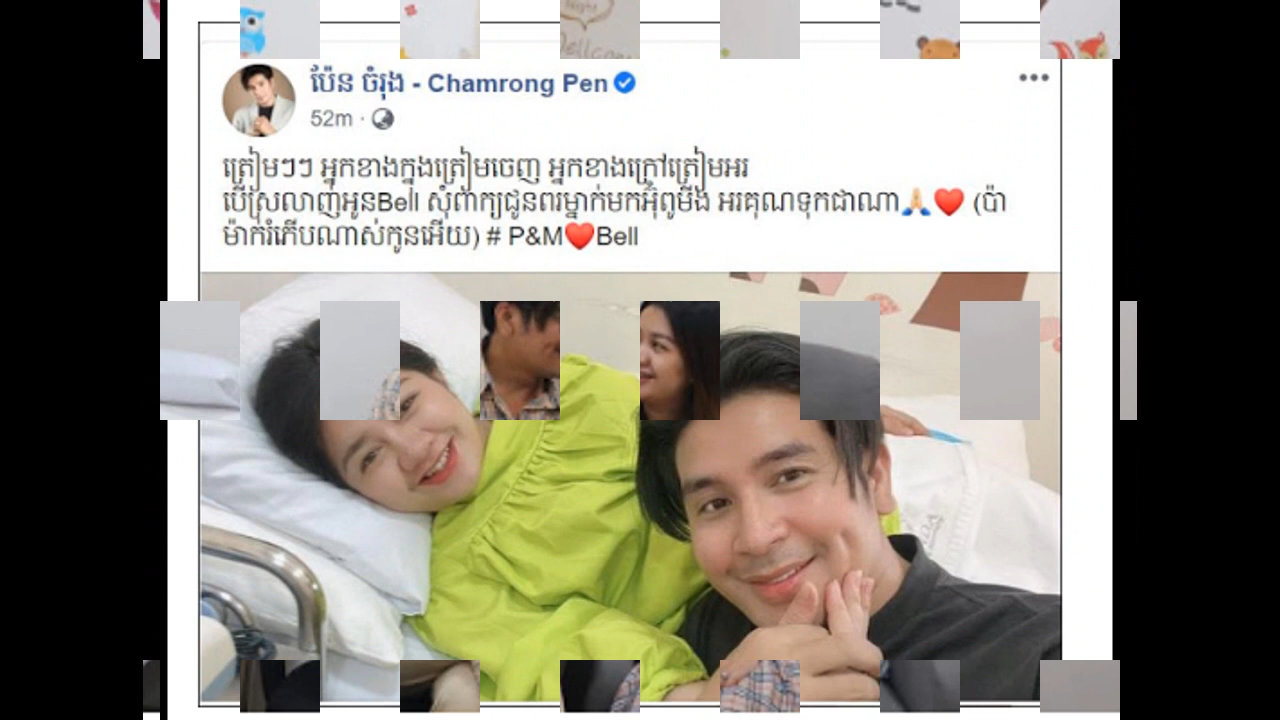 Night
Wellcome
ប៉ែន ចំរុង - Chamrong Pen
52m ·
ត្រៀមៗៗ អ្នកខាងក្នុងត្រៀមចេញ អ្នកខាងក្រៅត្រៀមអរ
បើស្រលាញ់អូនBell សុំពាក្យជូនពរម្នាក់មកអ៊ុំពូមីង អរគុណទុកជាណា🙏🏻❤️ (ប៉ា
ម៉ាក់រំភើបណាស់កូនអើយ) # P&M❤️Bell